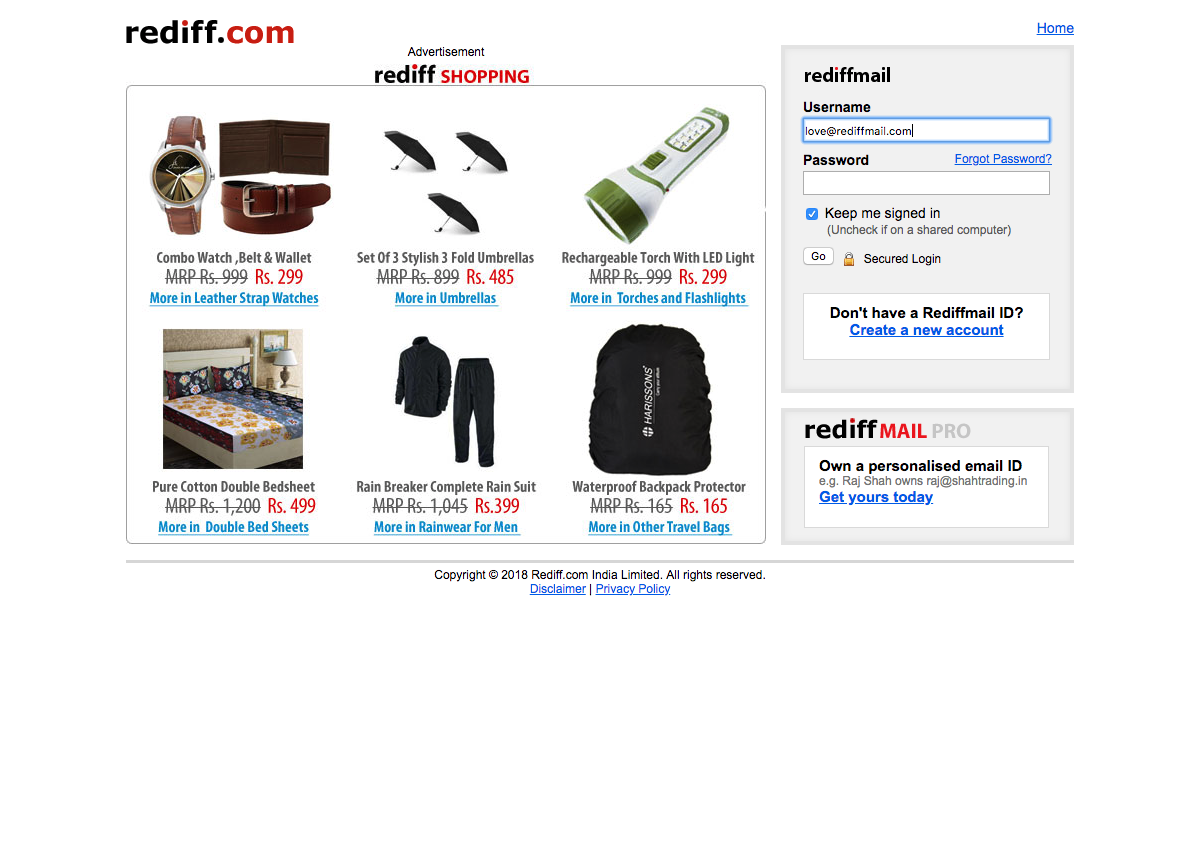 rediff.com
Home
Advertisement
rediff SHOPPING
Combo Watch ,Belt & Wallet
MRP Rs. 999 Rs. 299
More in Leather Strap Watches
Set Of 3 Stylish 3 Fold Umbrellas
MRP Rs. 899 Rs. 485
More in Umbrellas
Rechargeable Torch With LED Light
MRP Rs. 999 Rs. 299
More in Torches and Flashlights
HARISSONS
Pure Cotton Double Bedsheet
MRP Rs. 1,200 Rs. 499
More in Double Bed Sheets
Rain Breaker Complete Rain Suit
MRP Rs. 1,045 Rs.399
More in Rainwear For Men
Waterproof Backpack Protector
MRP Rs. 165 Rs. 165
More in Other Travel Bags
rediffmail
Username
love@rediffmail.com
Password Forgot Password?
Keep me signed in
(Uncheck if on a shared computer)
Go Secured Login
Don't have a Rediffmail ID?
Create a new account
rediff MAIL PRO
Own a personalised email ID
e.g. Raj Shah owns raj@shahtrading.in
Get yours today
Copyright © 2018 Rediff.com India Limited. All rights reserved.
Disclaimer | Privacy Policy